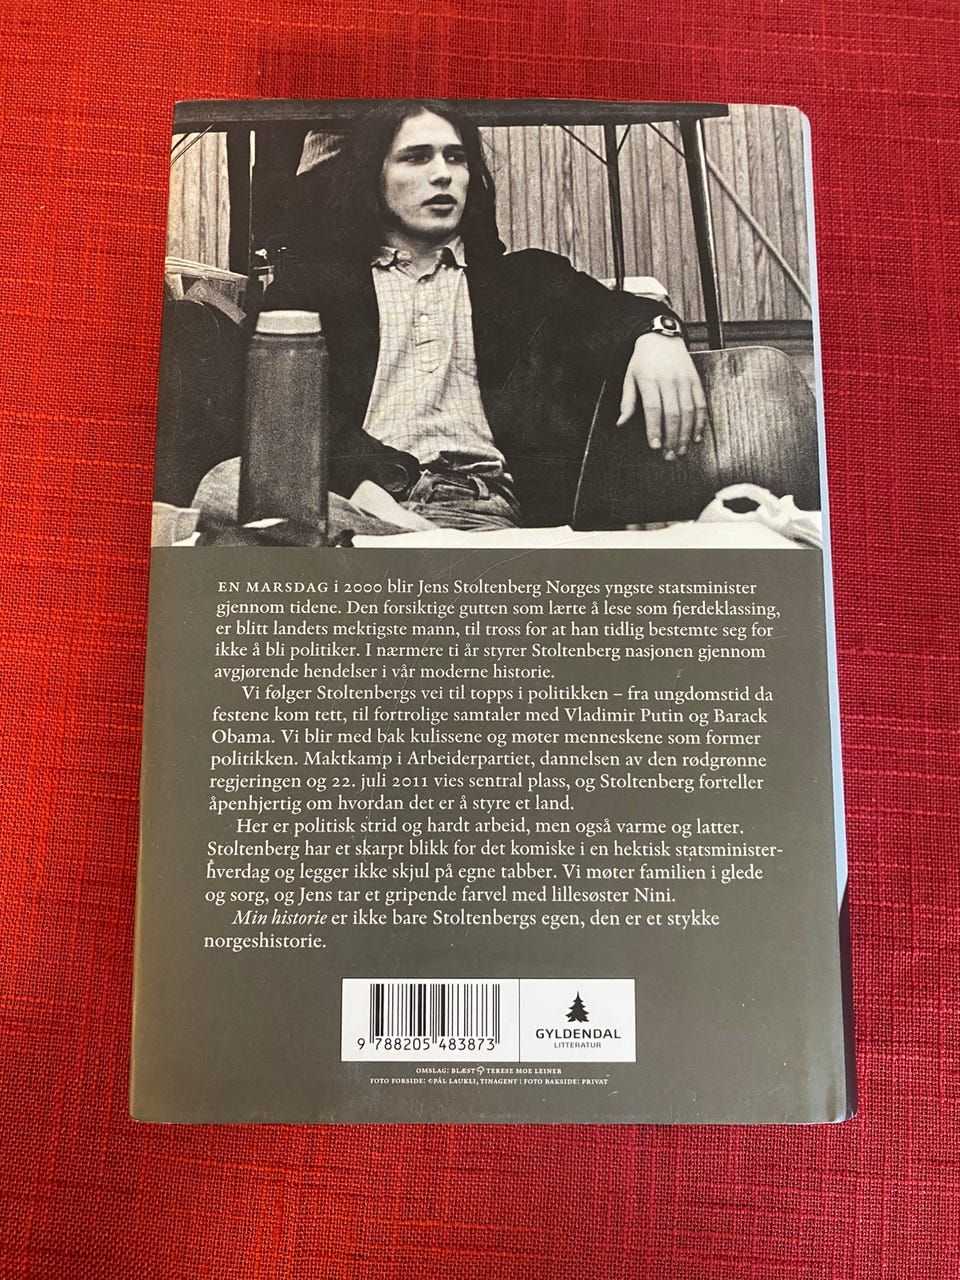 EN MARSDAG i 2000 blir Jens Stoltenberg Norges yngste statsminister
gjennom tidene. Den forsiktige gutten som lærte å lese som fjerdeklassing,
er blitt landets mektigste mann, til tross for at han tidlig bestemte seg for
ikke å bli politiker. I nærmere ti år styrer Stoltenberg nasjonen gjennom
avgjørende hendelser i vår moderne historie.
Vi følger Stoltenbergs vei til topps i politikken – fra ungdomstid da
festene kom tett, til fortrolige samtaler med Vladimir Putin og Barack
Obama. Vi blir med bak kulissene og møter menneskene som former
politikken. Maktkamp i Arbeiderpartiet, dannelsen av den rødgrønne
regjeringen og 22. juli 2011 vies sentral plass, og Stoltenberg forteller
åpenhjertig om hvordan det er å styre et land.
Her er politisk strid og hardt arbeid, men også varme og latter.
Stoltenberg har et skarpt blikk for det komiske i en hektisk statsminister-
hverdag og legger ikke skjul på egne tabber. Vi møter familien i glede
og sorg, og Jens tar et gripende farvel med lillesøster Nini.
Min historie er ikke bare Stoltenbergs egen, den er et stykke
norgeshistorie.
9 788205 483873
GYLDENDAL
LITTERATUR
OMSLAG: BLÆST TERESE MOE LEINER
FOTO FORSIDE: ©PÅL LAUKLI, TINAGENT | FOTO BAKSIDE: PRIVAT